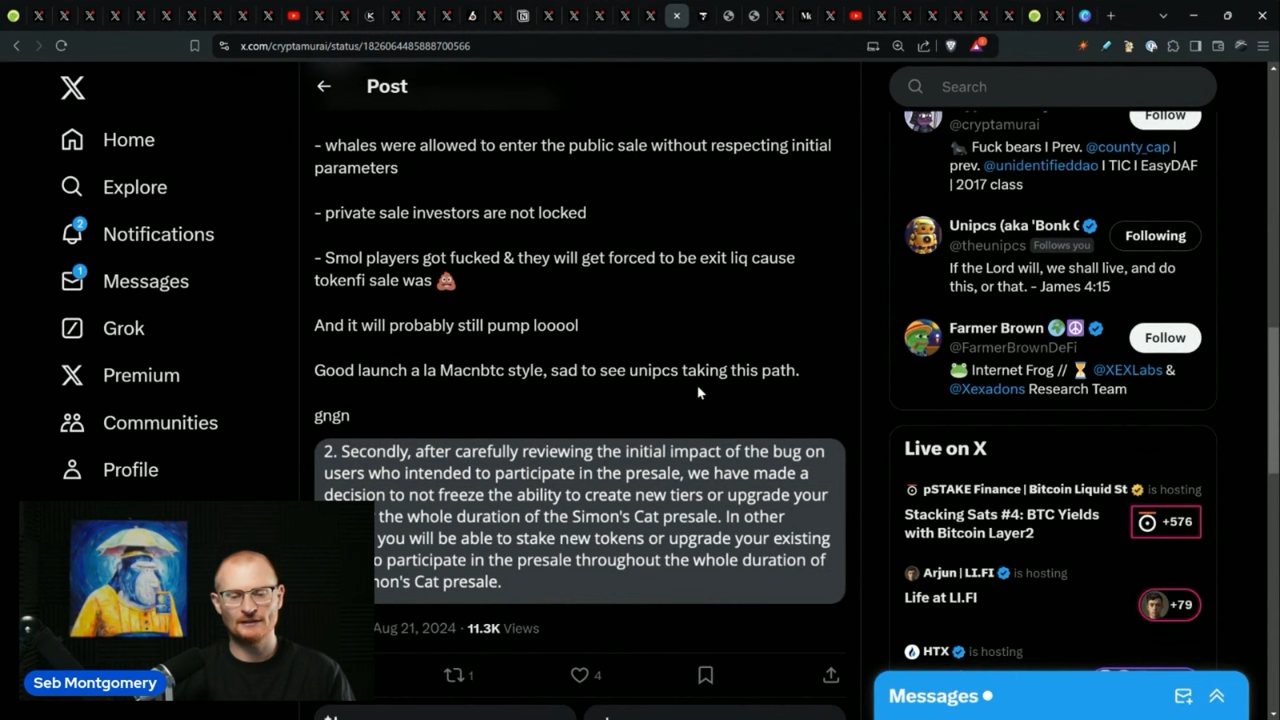 x.com/cryptamurai/status/1826064485888700566
Post
Search
Home
Explore
2
Notifications
1
Messages
Grok
Premium
Communities
Profile
- whales were allowed to enter the public sale without respecting initial
parameters
- private sale investors are not locked
- Smol players got fucked & they will get forced to be exit liq cause
tokenfi sale was 💩
And it will probably still pump looool
Good launch a la Macnbtc style, sad to see unipcs taking this path.
gngn
2. Secondly, after carefully reviewing the initial impact of the bug on
users who intended to participate in the presale, we have made a
decision to not freeze the ability to create new tiers or upgrade your
the whole duration of the Simon's Cat presale. In other
you will be able to stake new tokens or upgrade your existing
o participate in the presale throughout the whole duration of
mon's Cat presale.
Aug 21, 2024 · 11.3K Views
1
4
Follow
@cryptamurai
🐂 Fuck bears I Prev. @county_cap |
prev. @unidentifieddao I TIC I EasyDAF
| 2017 class
Unipcs (aka 'Bonk G
Following
@theunipcs Follows you
If the Lord will, we shall live, and do
this, or that. - James 4:15
Farmer Brown 🌍☮️
Follow
@FarmerBrownDeFi
🐸 Internet Frog // ⏳ @XEXLabs &
@Xexadons Research Team
Live on X
pSTAKE Finance | Bitcoin Liquid St is hosting
Stacking Sats #4: BTC Yields
with Bitcoin Layer2
+576
Arjun | LI.FI is hosting
Life at LI.FI
+79
HTX is hosting
Messages
Seb Montgomery